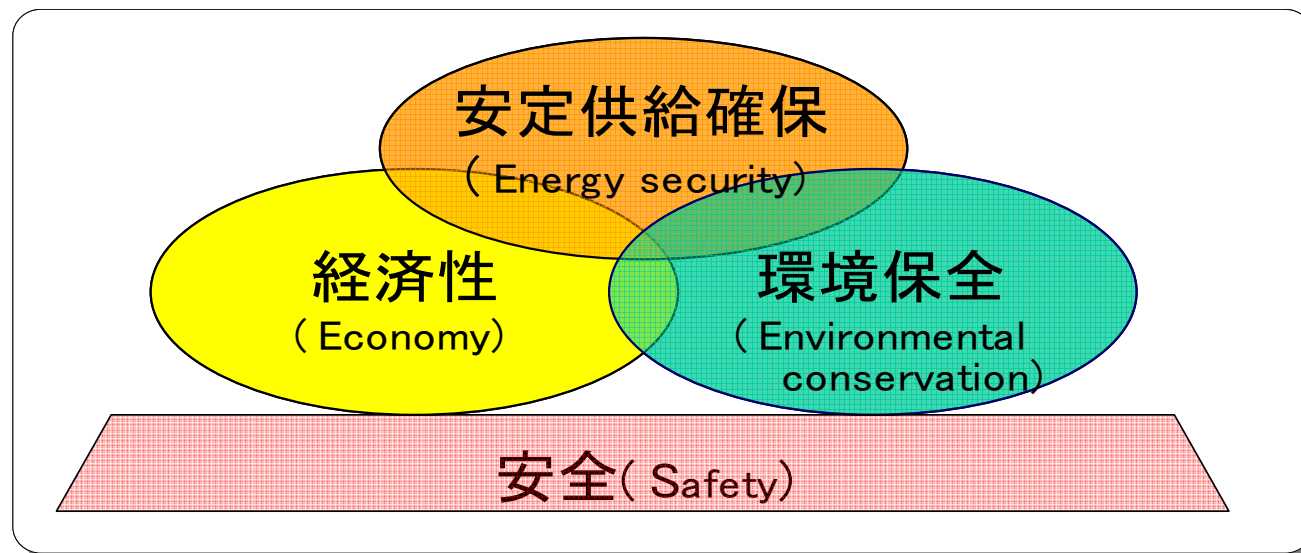 安定供給確保
( Energy security)
経済性
( Economy)
環境保全
( Environmental
conservation)
安全( Safety)